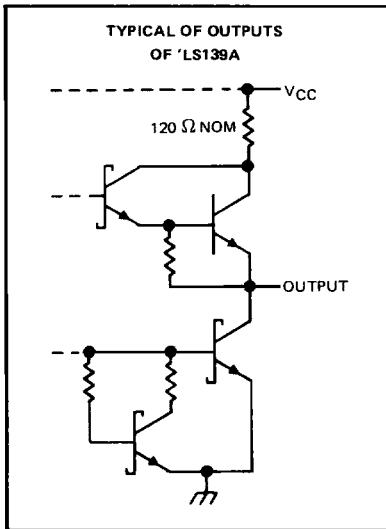 TYPICAL OF OUTPUTS
OF 'LS139A
VCC
120 Ω NOM
OUTPUT